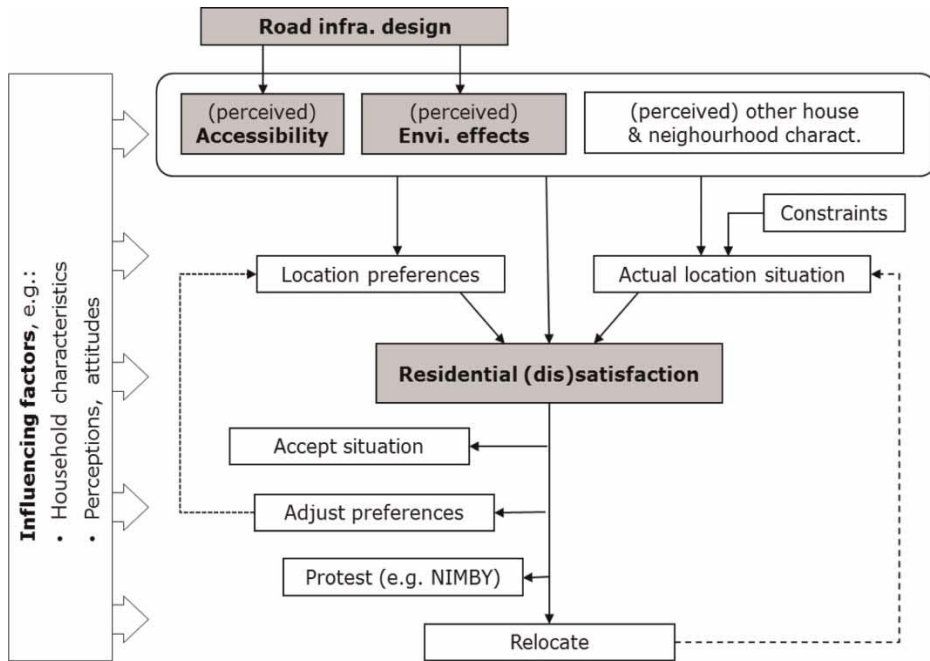 Road infra. design
(perceived)
Accessibility
(perceived)
Envi. effects
(perceived) other house
& neighourhood charact.
Constraints
Location preferences
Actual location situation
Residential (dis)satisfaction
Accept situation
Adjust preferences
Protest (e.g. NIMBY)
Relocate
Influencing factors, e.g.:
• Household characteristics
• Perceptions, attitudes